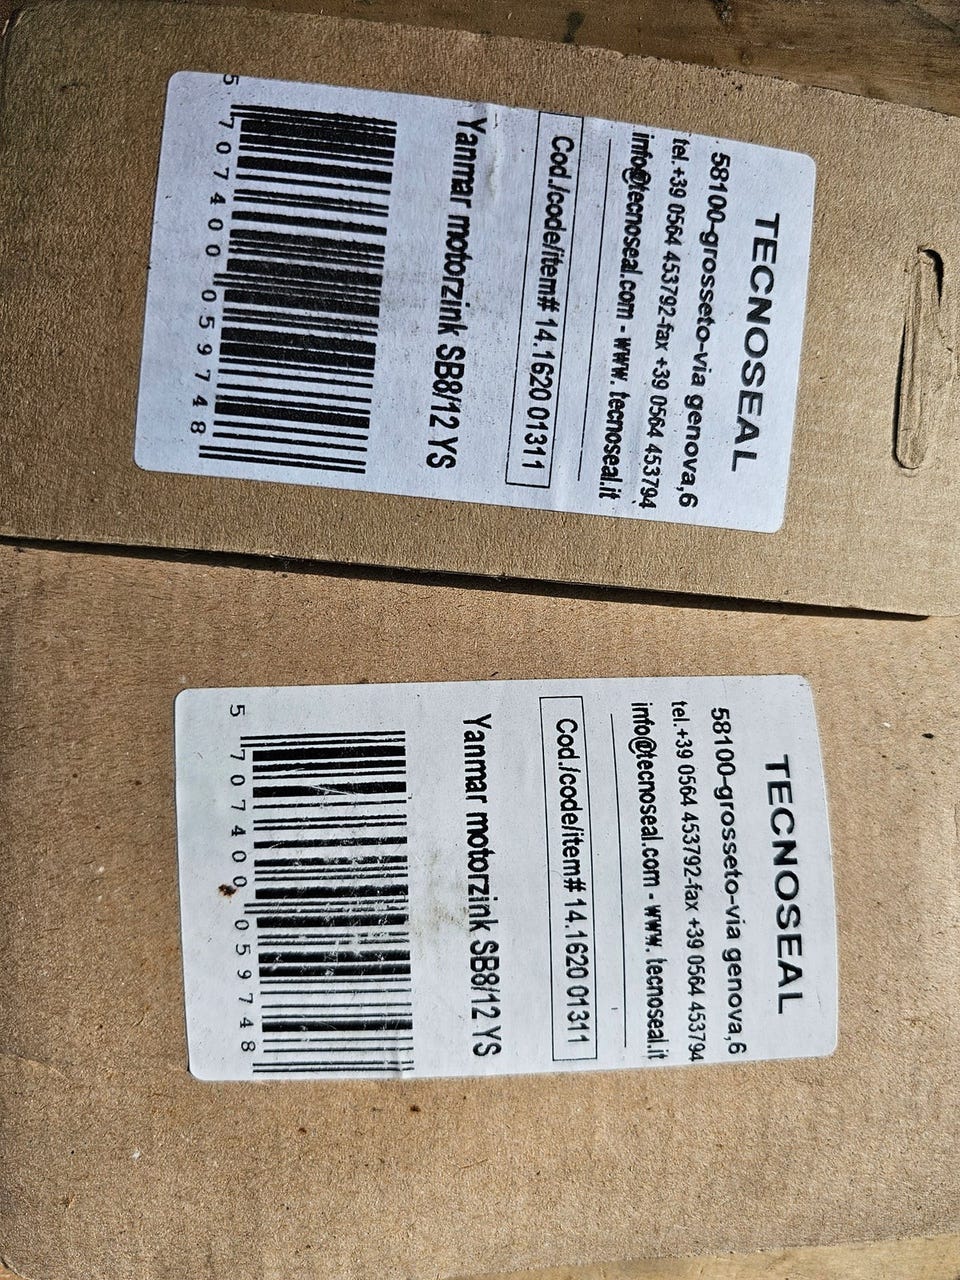 TECNOSEAL
58100-grosseto-via genova,6
tel.+39 0564 453792-fax +39 0564 453794
info@tecnoseal.com - www. tecnoseal.it
Cod./code/item# 14.1620 01311
Yanmar motorzink SB8/12 YS
5 707400 059748
TECNOSEAL
58100-grosseto-via genova,6
tel.+39 0564 453792-fax +39 0564 453794
info@tecnoseal.com - www. tecnoseal.it
Cod./code/item# 14.1620 01311
Yanmar motorzink SB8/12 YS
5 707400 059748